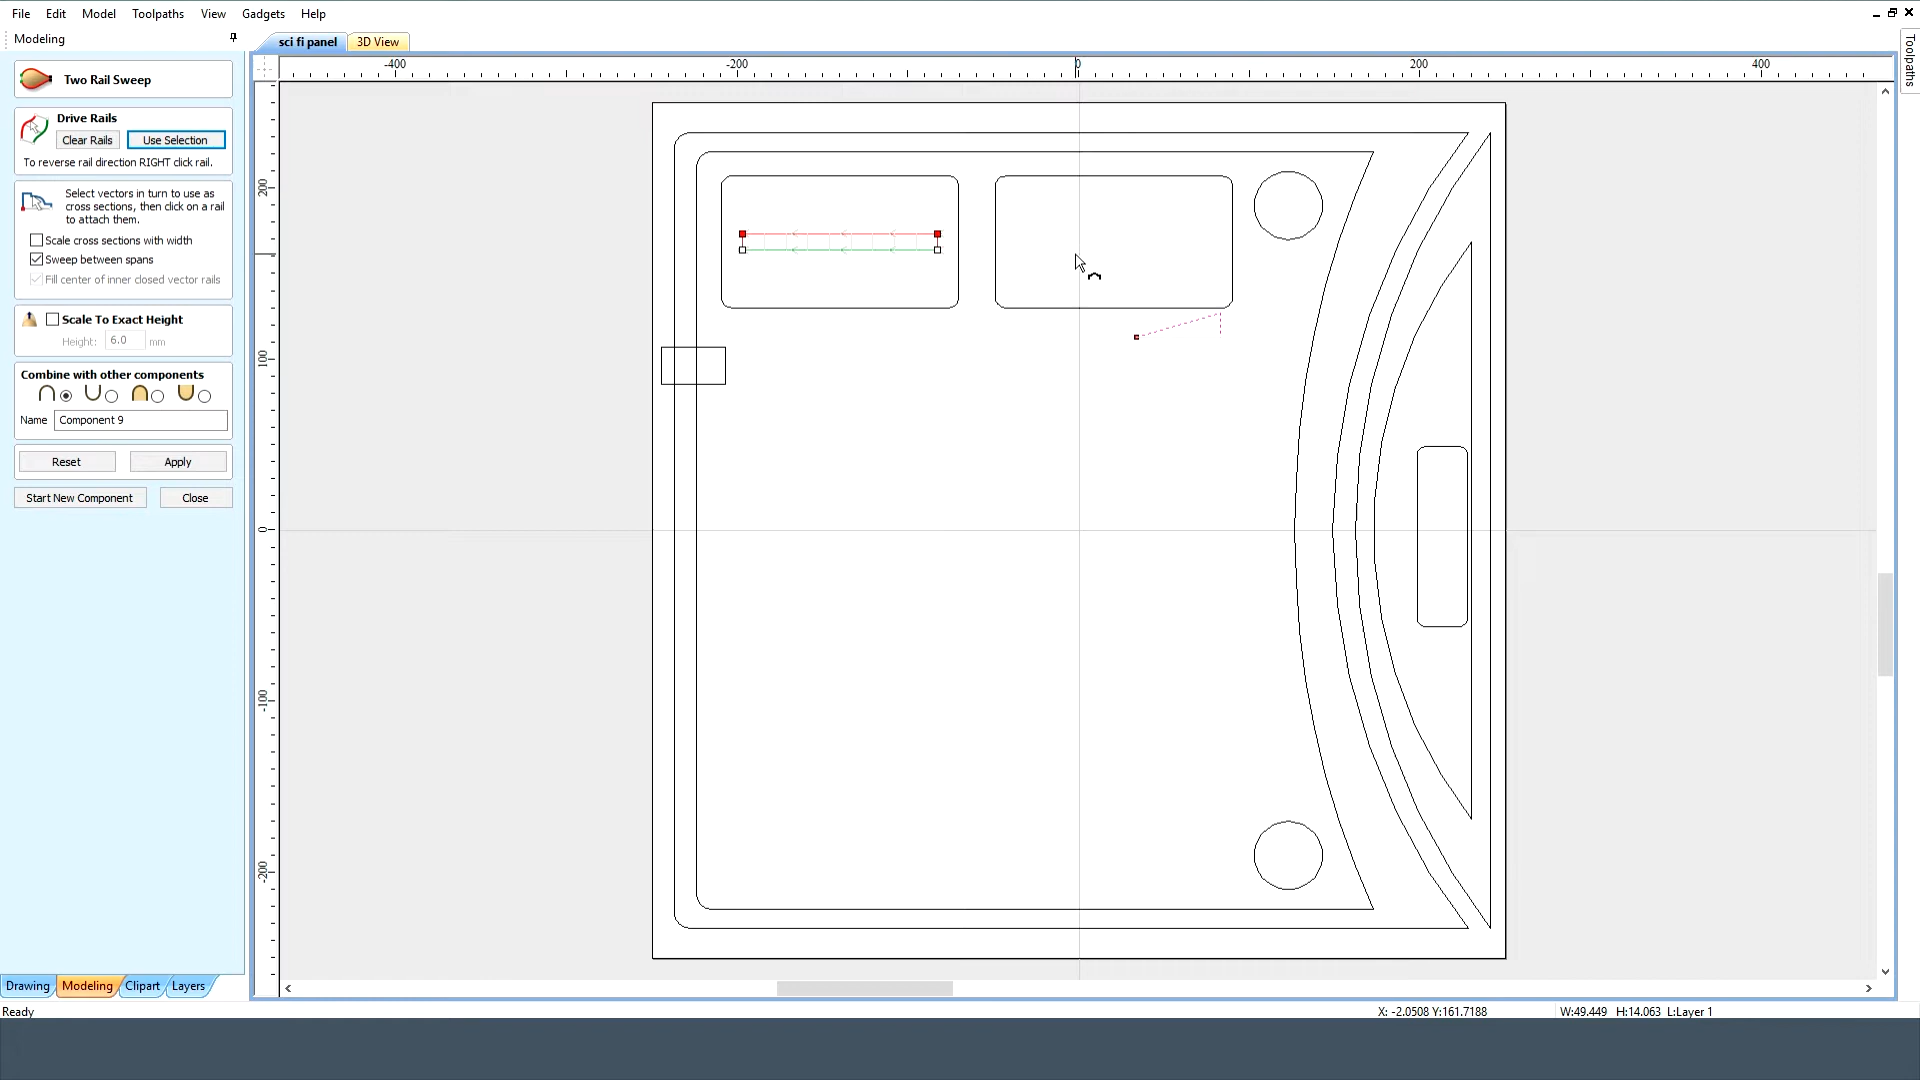 File Edit Model Toolpaths View Gadgets Help
Modeling
sci fi panel 3D View
Toolpaths
-400 -200 0 200 400
Two Rail Sweep
Drive Rails
Clear Rails Use Selection
To reverse rail direction RIGHT click rail.
Select vectors in turn to use as
cross sections, then click on a rail
to attach them.
Scale cross sections with width
Sweep between spans
Fill center of inner closed vector rails
Scale To Exact Height
Height: 6.0 mm
Combine with other components
Name Component 9
Reset Apply
Start New Component Close
200
100
0
-100
-200
Drawing Modeling Clipart Layers
Ready X: -2.0508 Y:161.7188 W:49.449 H:14.063 L:Layer 1